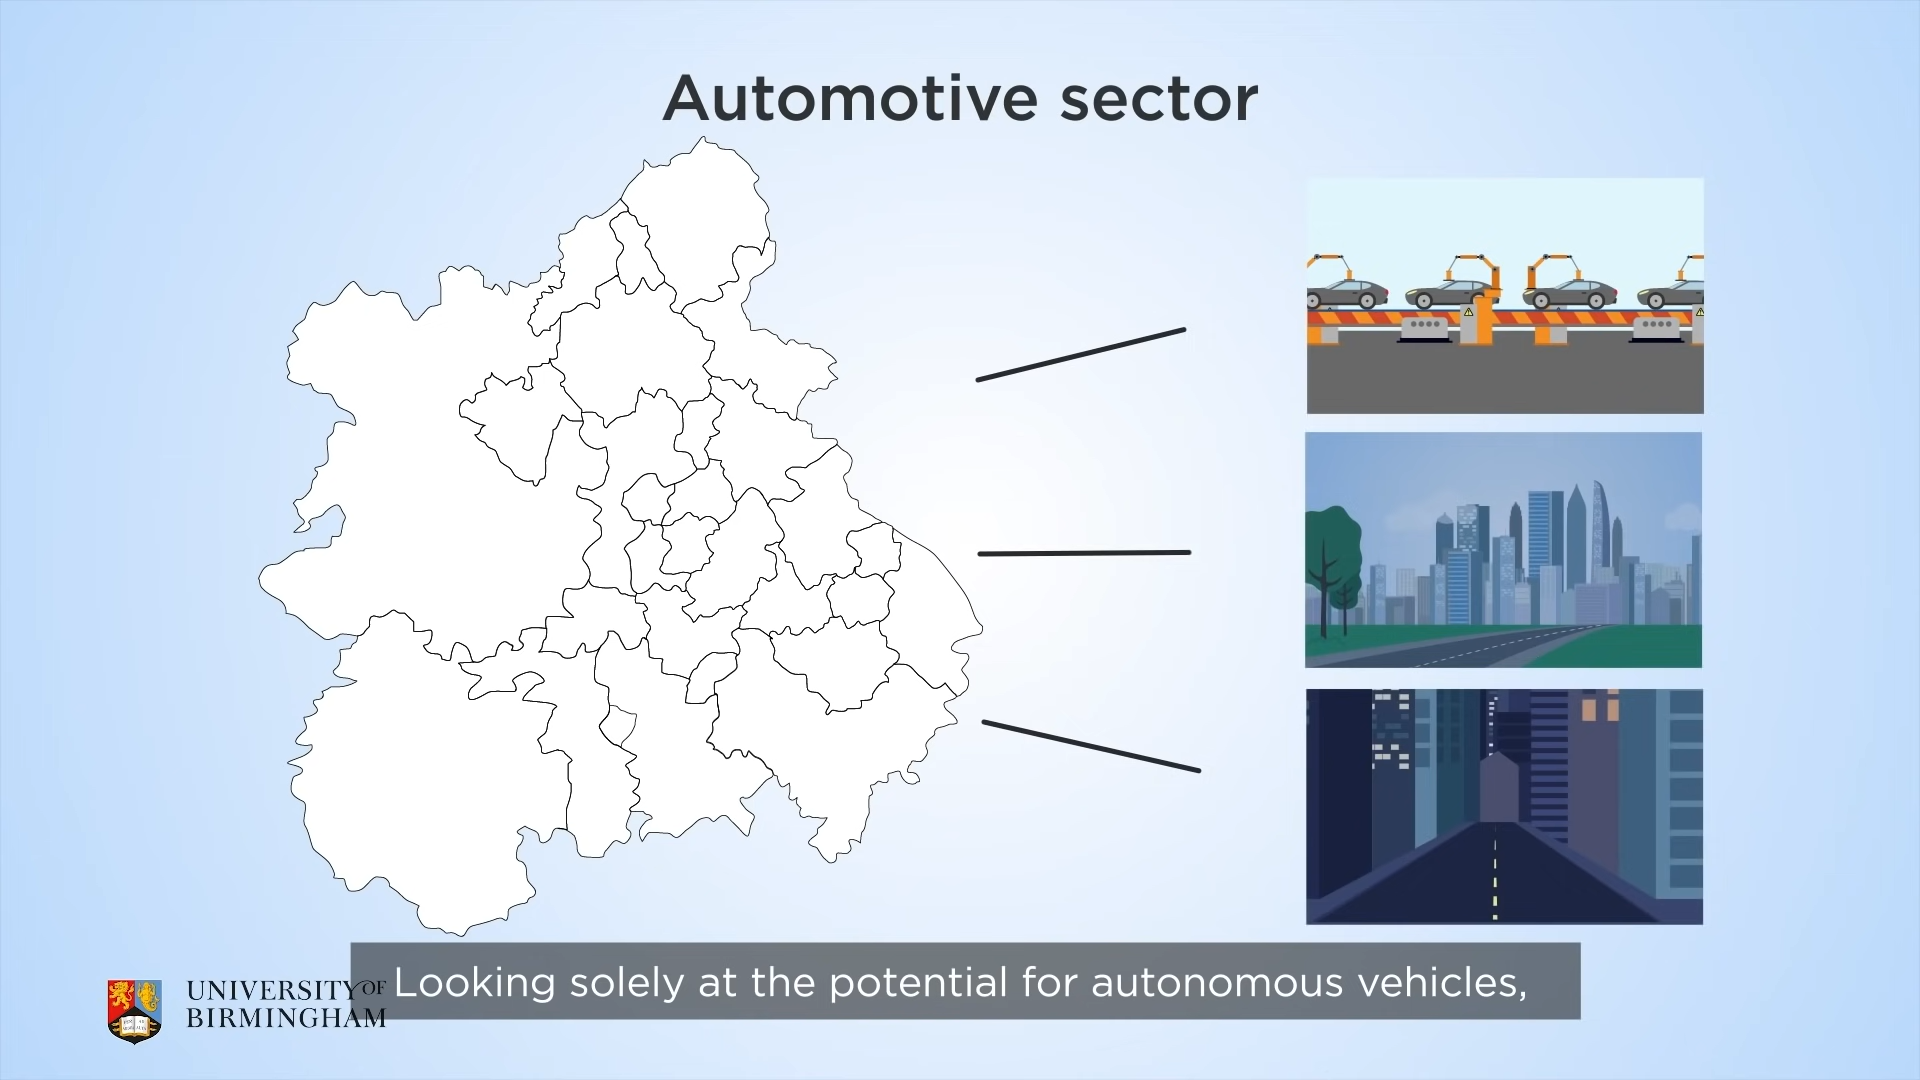 Automotive sector
Looking solely at the potential for autonomous vehicles,
UNIVERSITY OF
BIRMINGHAM